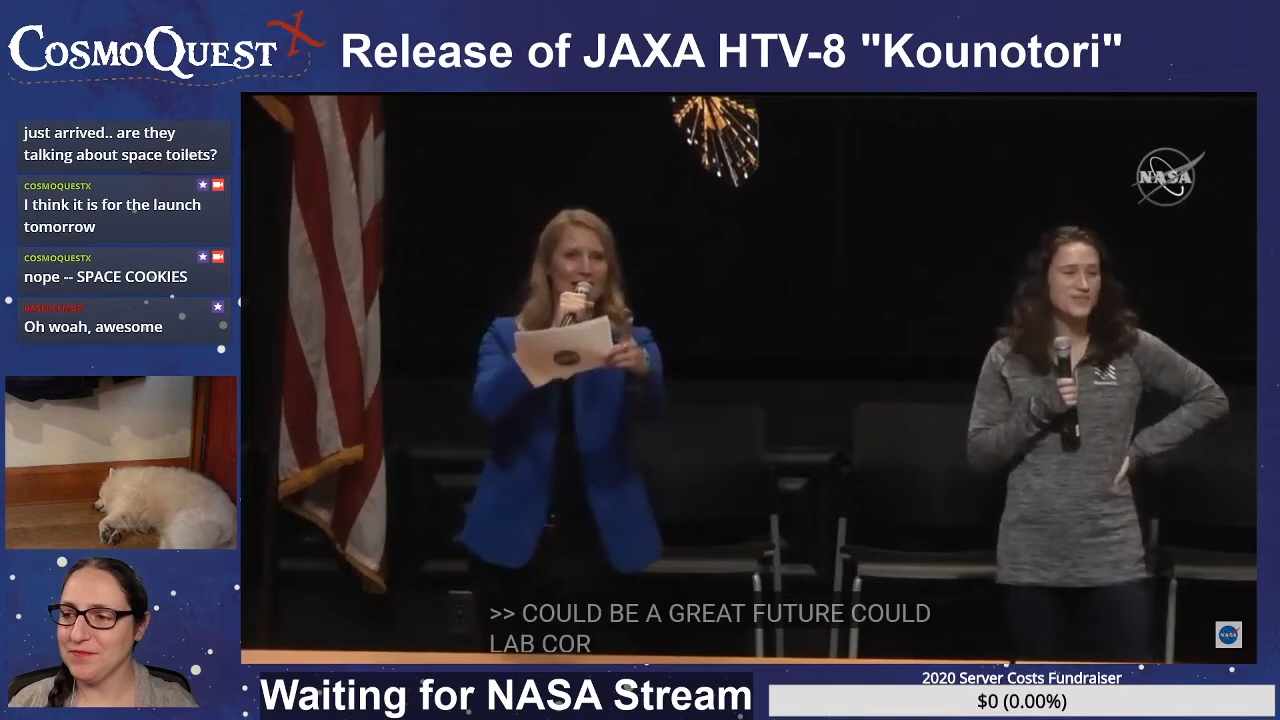 CosmoQuest X
Release of JAXA HTV-8 "Kounotori"
just arrived.. are they
talking about space toilets?
COSMOQUESTX
I think it is for the launch
tomorrow
COSMOQUESTX
nope -- SPACE COOKIES
Oh woah, awesome
NASA
>> COULD BE A GREAT FUTURE COULD
LAB COR
NASA
Waiting for NASA Stream
2020 Server Costs Fundraiser
$0 (0.00%)